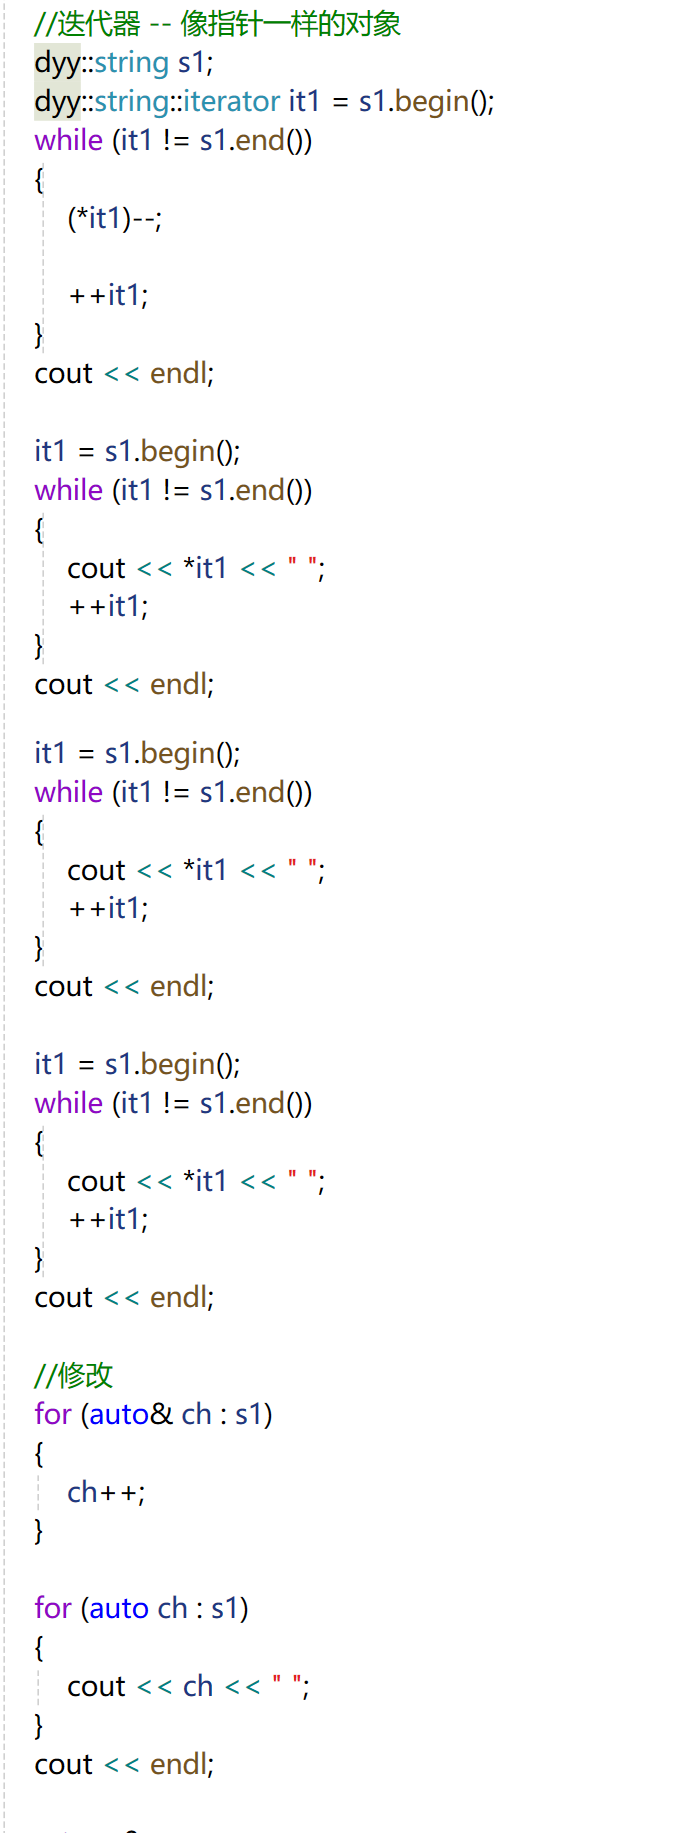 //迭代器 -- 像指针一样的对象
dyy::string s1;
dyy::string::iterator it1 = s1.begin();
while (it1 != s1.end())
{
(*it1)--;
++it1;
}
cout << endl;
it1 = s1.begin();
while (it1 != s1.end())
{
cout << *it1 << " ";
++it1;
}
cout << endl;
it1 = s1.begin();
while (it1 != s1.end())
{
cout << *it1 << " ";
++it1;
}
cout << endl;
it1 = s1.begin();
while (it1 != s1.end())
{
cout << *it1 << " ";
++it1;
}
cout << endl;
//修改
for (auto& ch : s1)
{
ch++;
}
for (auto ch : s1)
{
cout << ch << " ";
}
cout << endl;